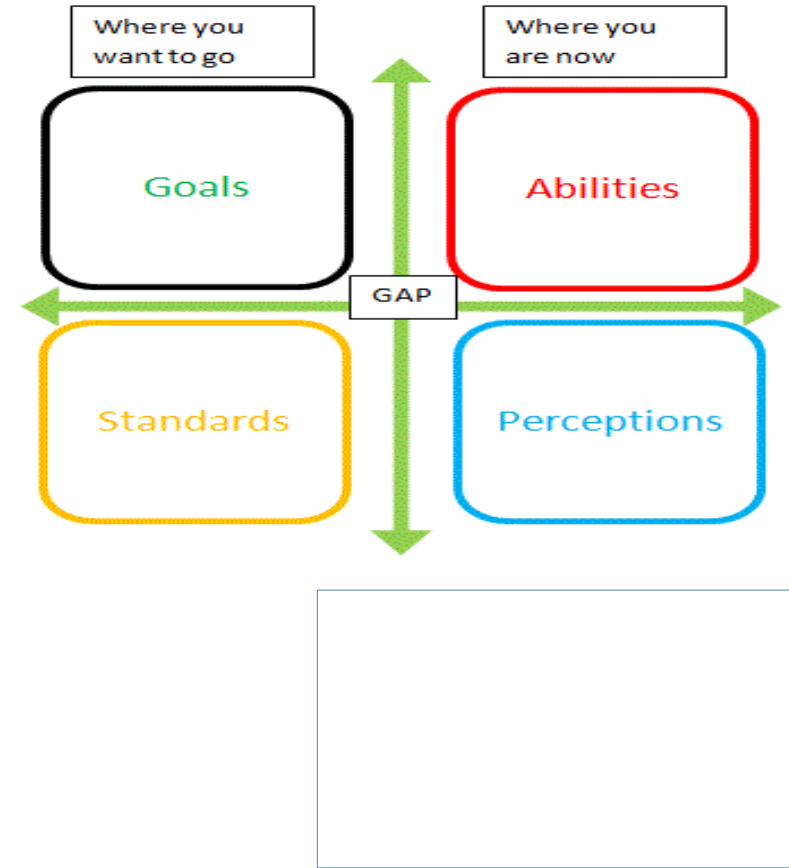 Where you
want to go
Where you
are now
Goals
Abilities
GAP
Standards
Perceptions